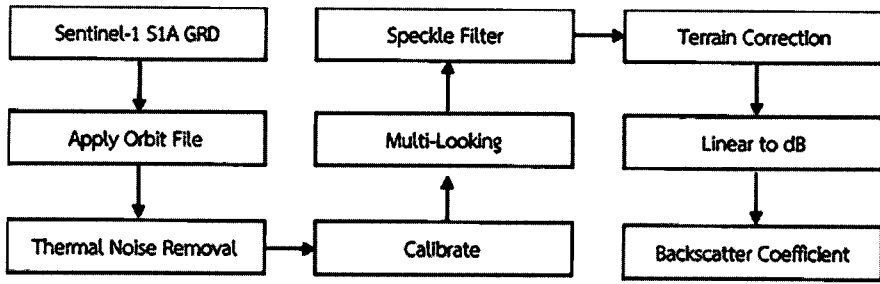 Sentinel-1 S1A GRD
Apply Orbit File
Thermal Noise Removal
Calibrate
Multi-Looking
Speckle Filter
Terrain Correction
Linear to dB
Backscatter Coefficient